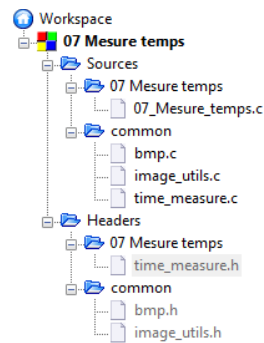 Workspace
07 Mesure temps
Sources
07 Mesure temps
07_Mesure_temps.c
common
bmp.c
image_utils.c
time_measure.c
Headers
07 Mesure temps
time_measure.h
common
bmp.h
image_utils.h